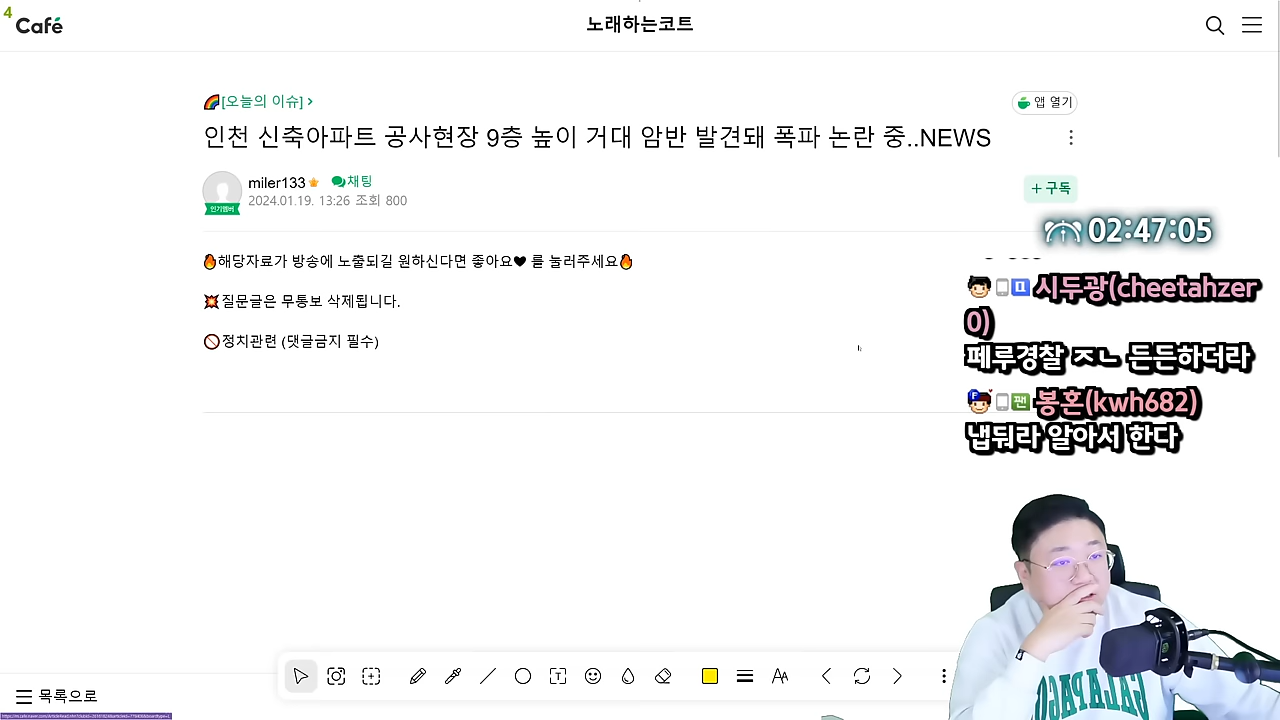 4
Café
노래하는코트
🌈[오늘의 이슈] >
앱 열기
인천 신축아파트 공사현장 9층 높이 거대 암반 발견돼 폭파 논란 중..NEWS
miler133 채팅
인기멤버
2024.01.19. 13:26 조회 800
+ 구독
02:47:05
🔥해당자료가 방송에 노출되길 원하신다면 좋아요♥ 를 눌러주세요🔥
💥질문글은 무통보 삭제됩니다.
🚫정치관련 (댓글금지 필수)
시두광(cheetahzer
0)
페루경찰 ㅈㄴ 든든하더라
팬 봉혼(kwh682)
냅둬라 알아서 한다
GALAPAGO
목록으로